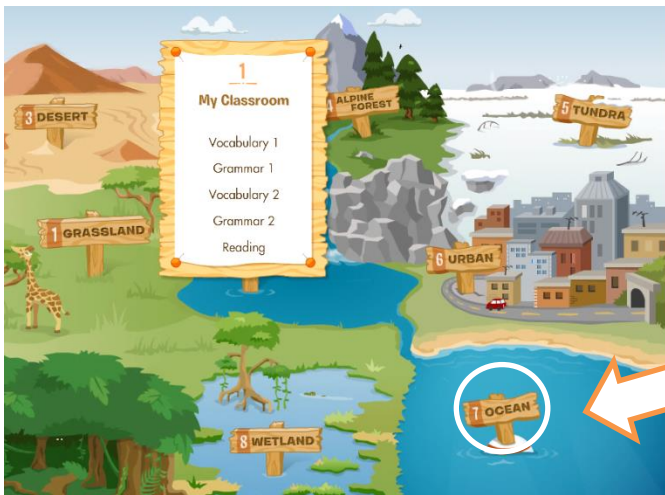 1
My Classroom
Vocabulary 1
Grammar 1
Vocabulary 2
Grammar 2
Reading
3 DESERT
4 ALPINE
FOREST
5 TUNDRA
1 GRASSLAND
6 URBAN
7 OCEAN
8 WETLAND